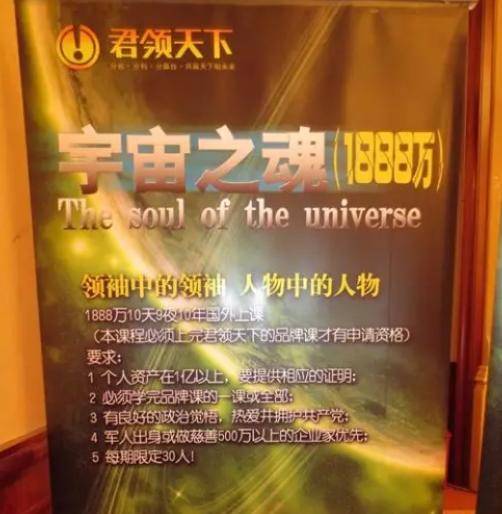 君领天下
宇宙之魂(1888万)
The soul of the universe
领袖中的领袖 人物中的人物
1888万10天9夜10年国外上课
(本课程必须上完君领天下的品牌课才有申请资格)
要求:
1 个人资产在1亿以上,要提供相应的证明;
2 必须学完品牌课的一课或全部;
3 有良好的政治觉悟,热爱并拥护共产党;
4 军人出身或做慈善500万以上的企业家优先;
5 每期限定30人!